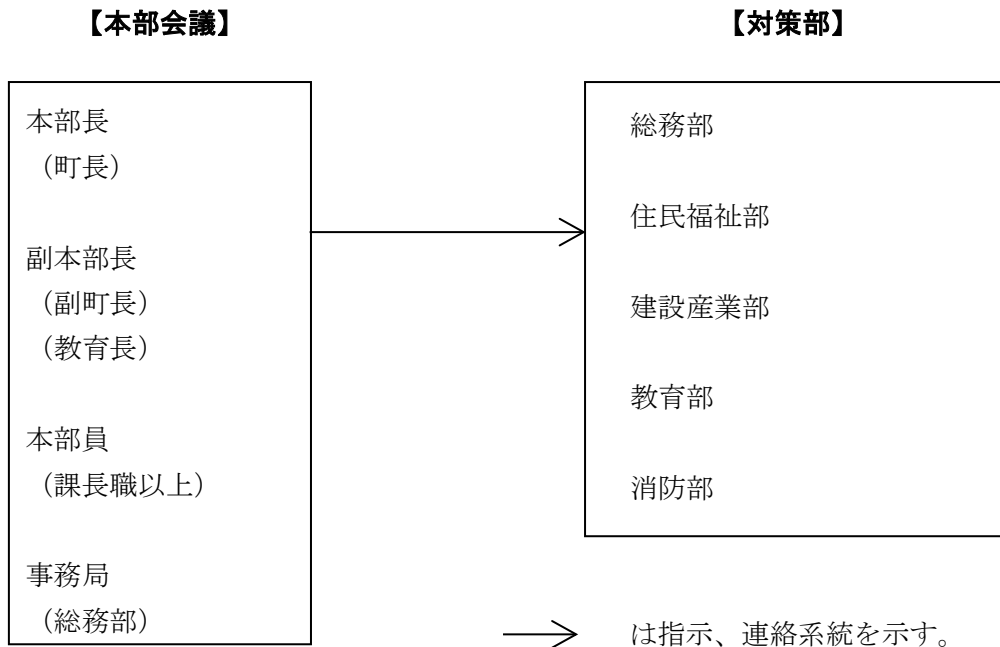 【本部会議】
本部長
（町長）
副本部長
（副町長）
（教育長）
本部員
（課長職以上）
事務局
（総務部）
【対策部】
総務部
住民福祉部
建設産業部
教育部
消防部
は指示、連絡系統を示す。